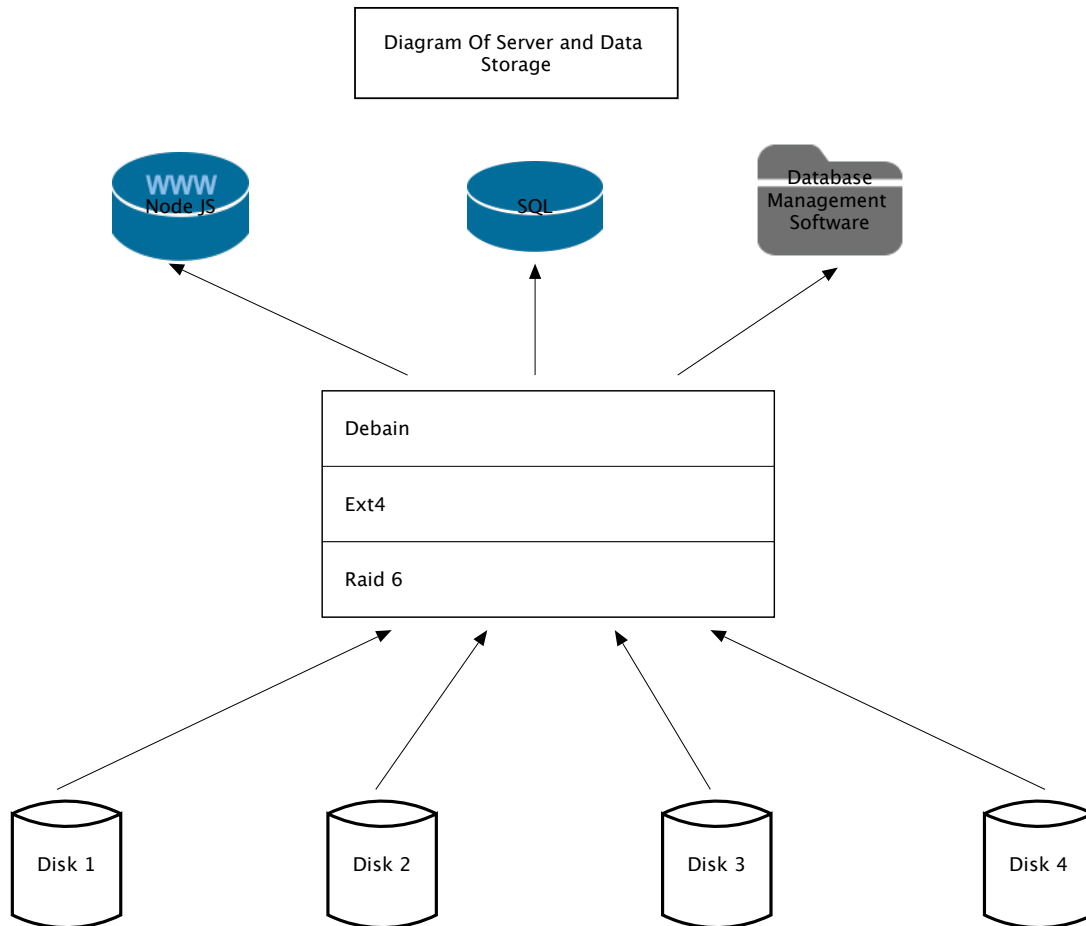 Diagram Of Server and Data
Storage
WWW
Node JS
SQL
Database
Management
Software
Debain
Ext4
Raid 6
Disk 1
Disk 2
Disk 3
Disk 4